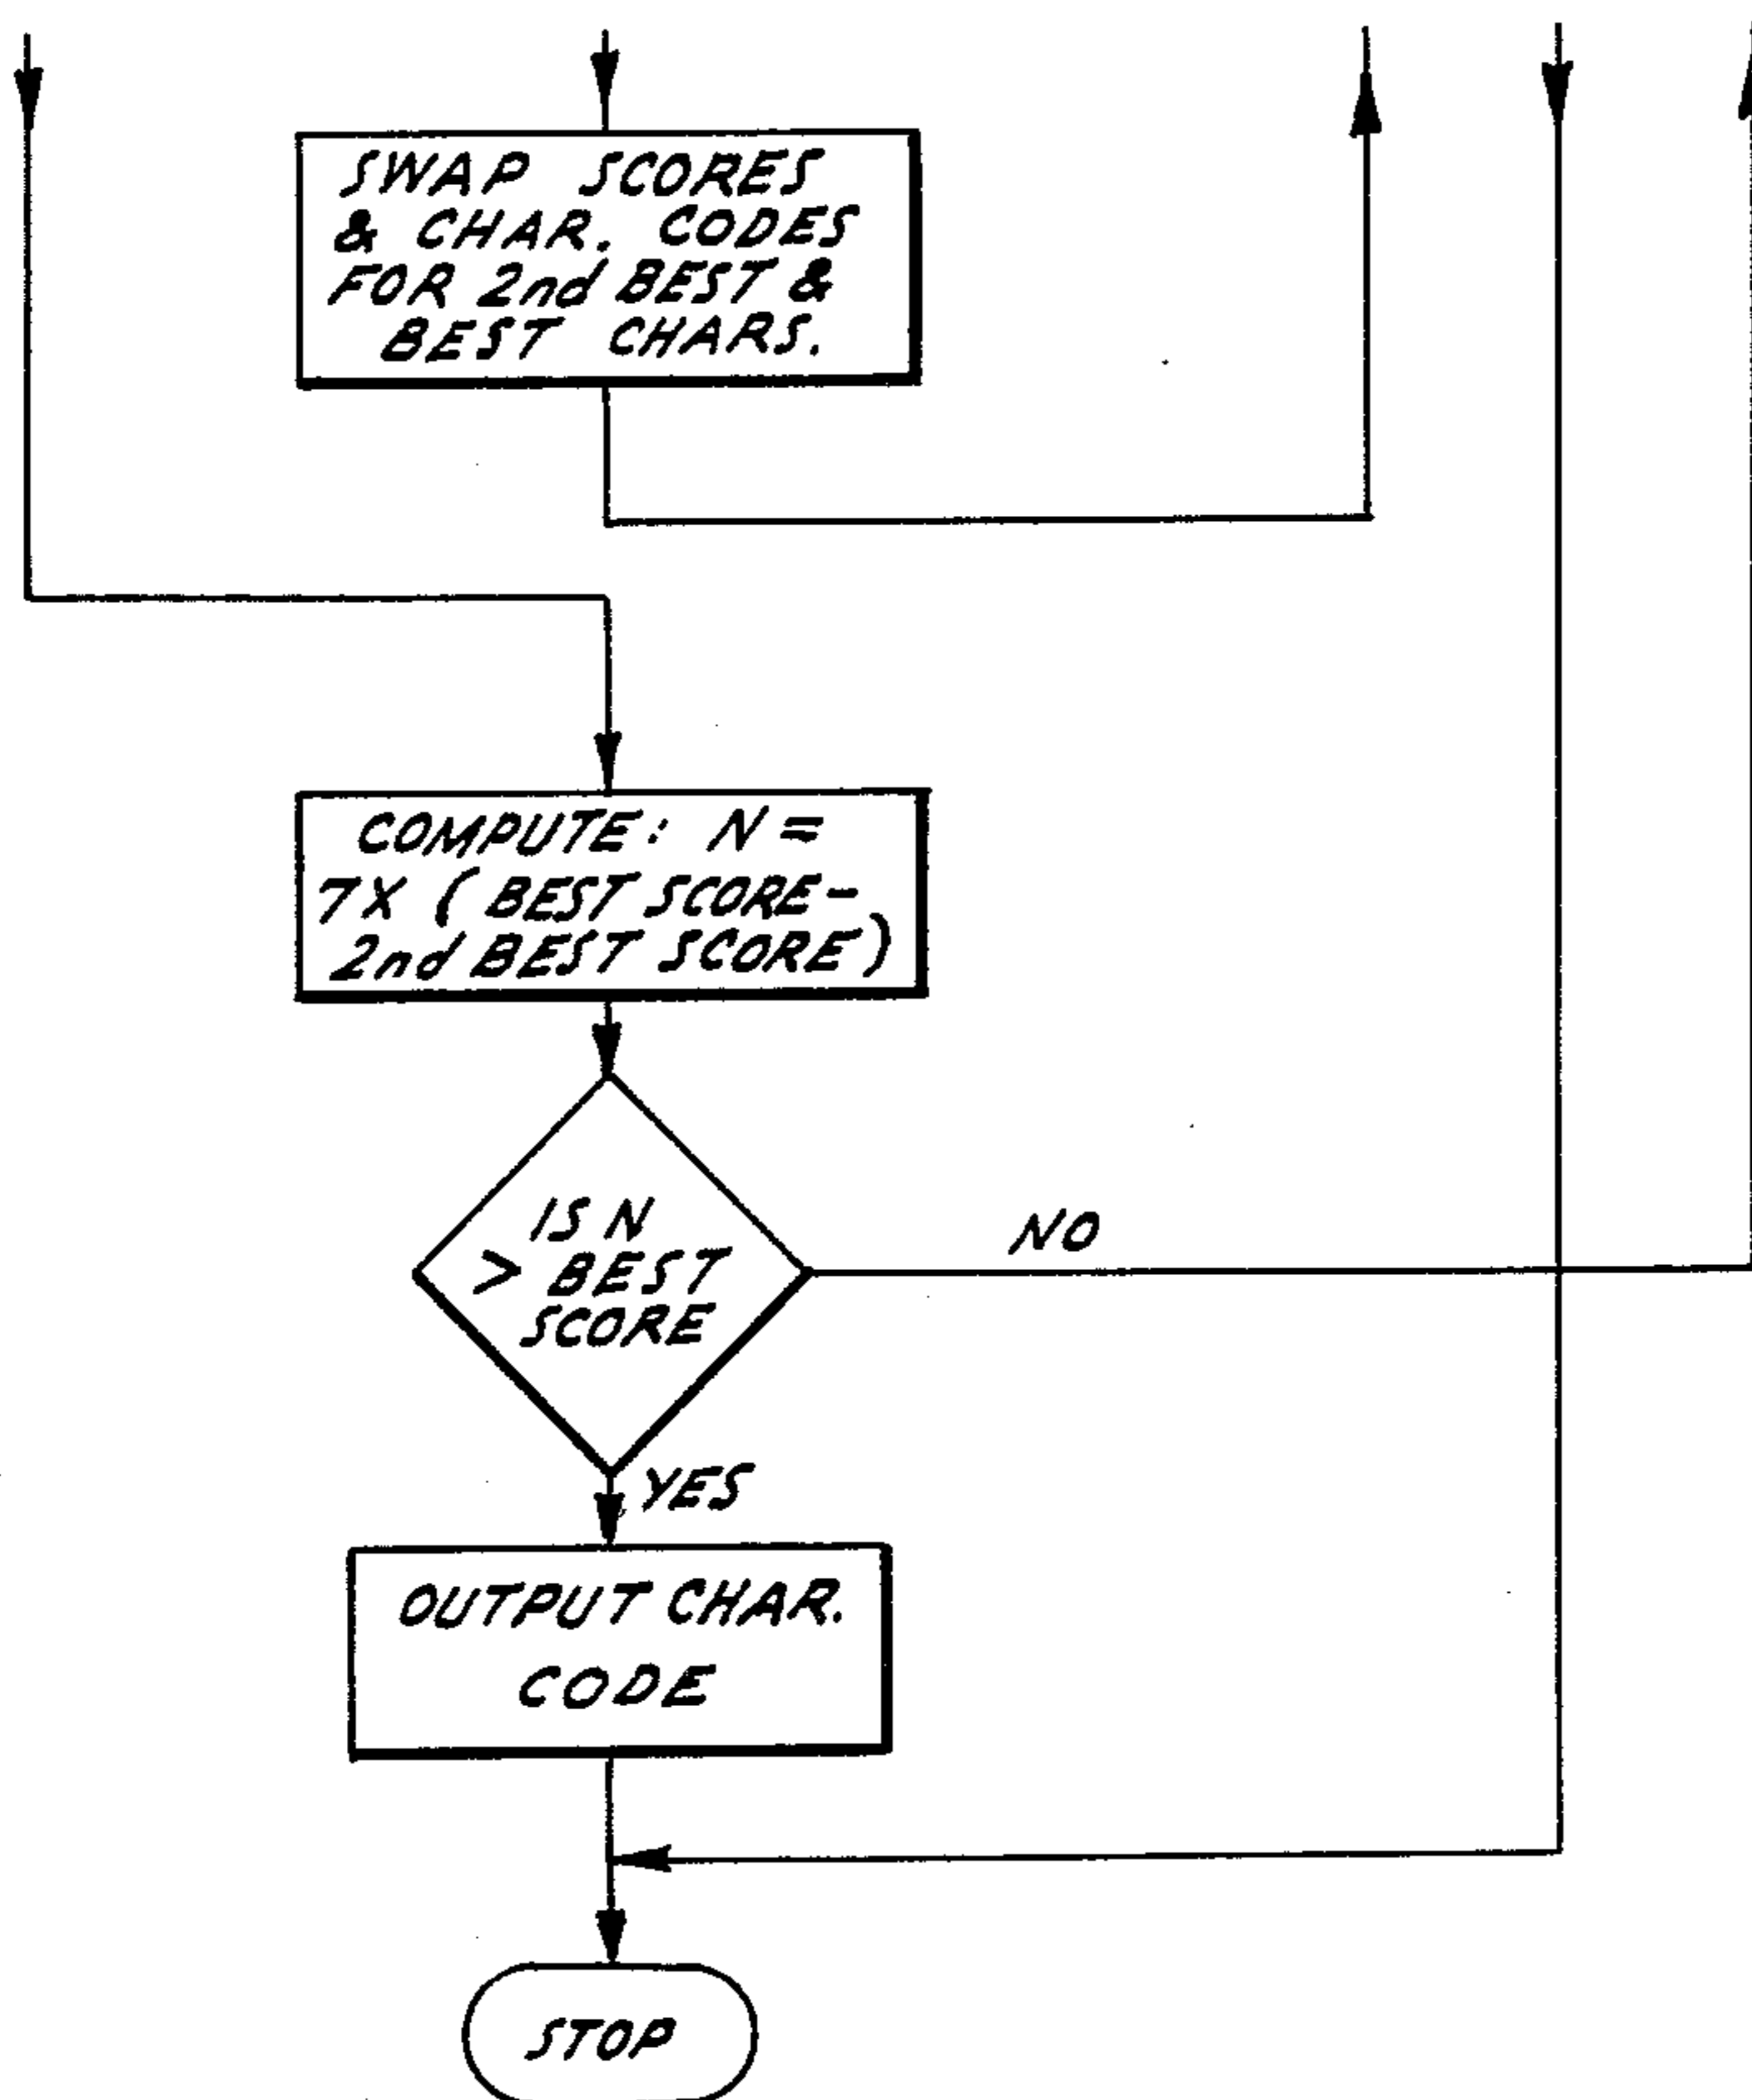 SWAP SCORES
& CHAR. CODES
FOR 2nd BEST &
BEST CHARS.
COMPUTE: N =
7X (BEST SCORE-
2nd BEST SCORE)
IS N
> BEST
SCORE
NO
YES
OUTPUT CHAR.
CODE
STOP